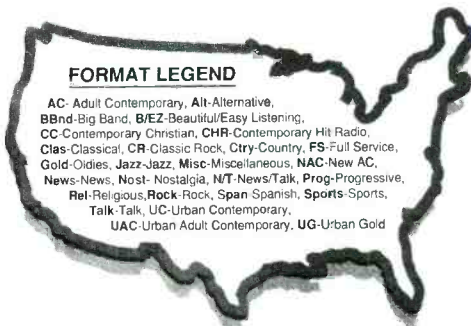 FORMAT LEGEND
AC- Adult Contemporary, Alt-Alternative,
BBnd-Big Band, B/EZ-Beautiful/Easy Listening,
CC-Contemporary Christian, CHR-Contemporary Hit Radio,
Clas-Classical, CR-Classic Rock, Ctry-Country, FS-Full Service,
Gold-Oldies, Jazz-Jazz, Misc-Miscellaneous, NAC-New AC,
News-News, Nost- Nostalgia, N/T-News/Talk, Prog-Progressive,
Rel-Religious,Rock-Rock, Span-Spanish, Sports-Sports,
Talk-Talk, UC-Urban Contemporary,
UAC-Urban Adult Contemporary, UG-Urban Gold